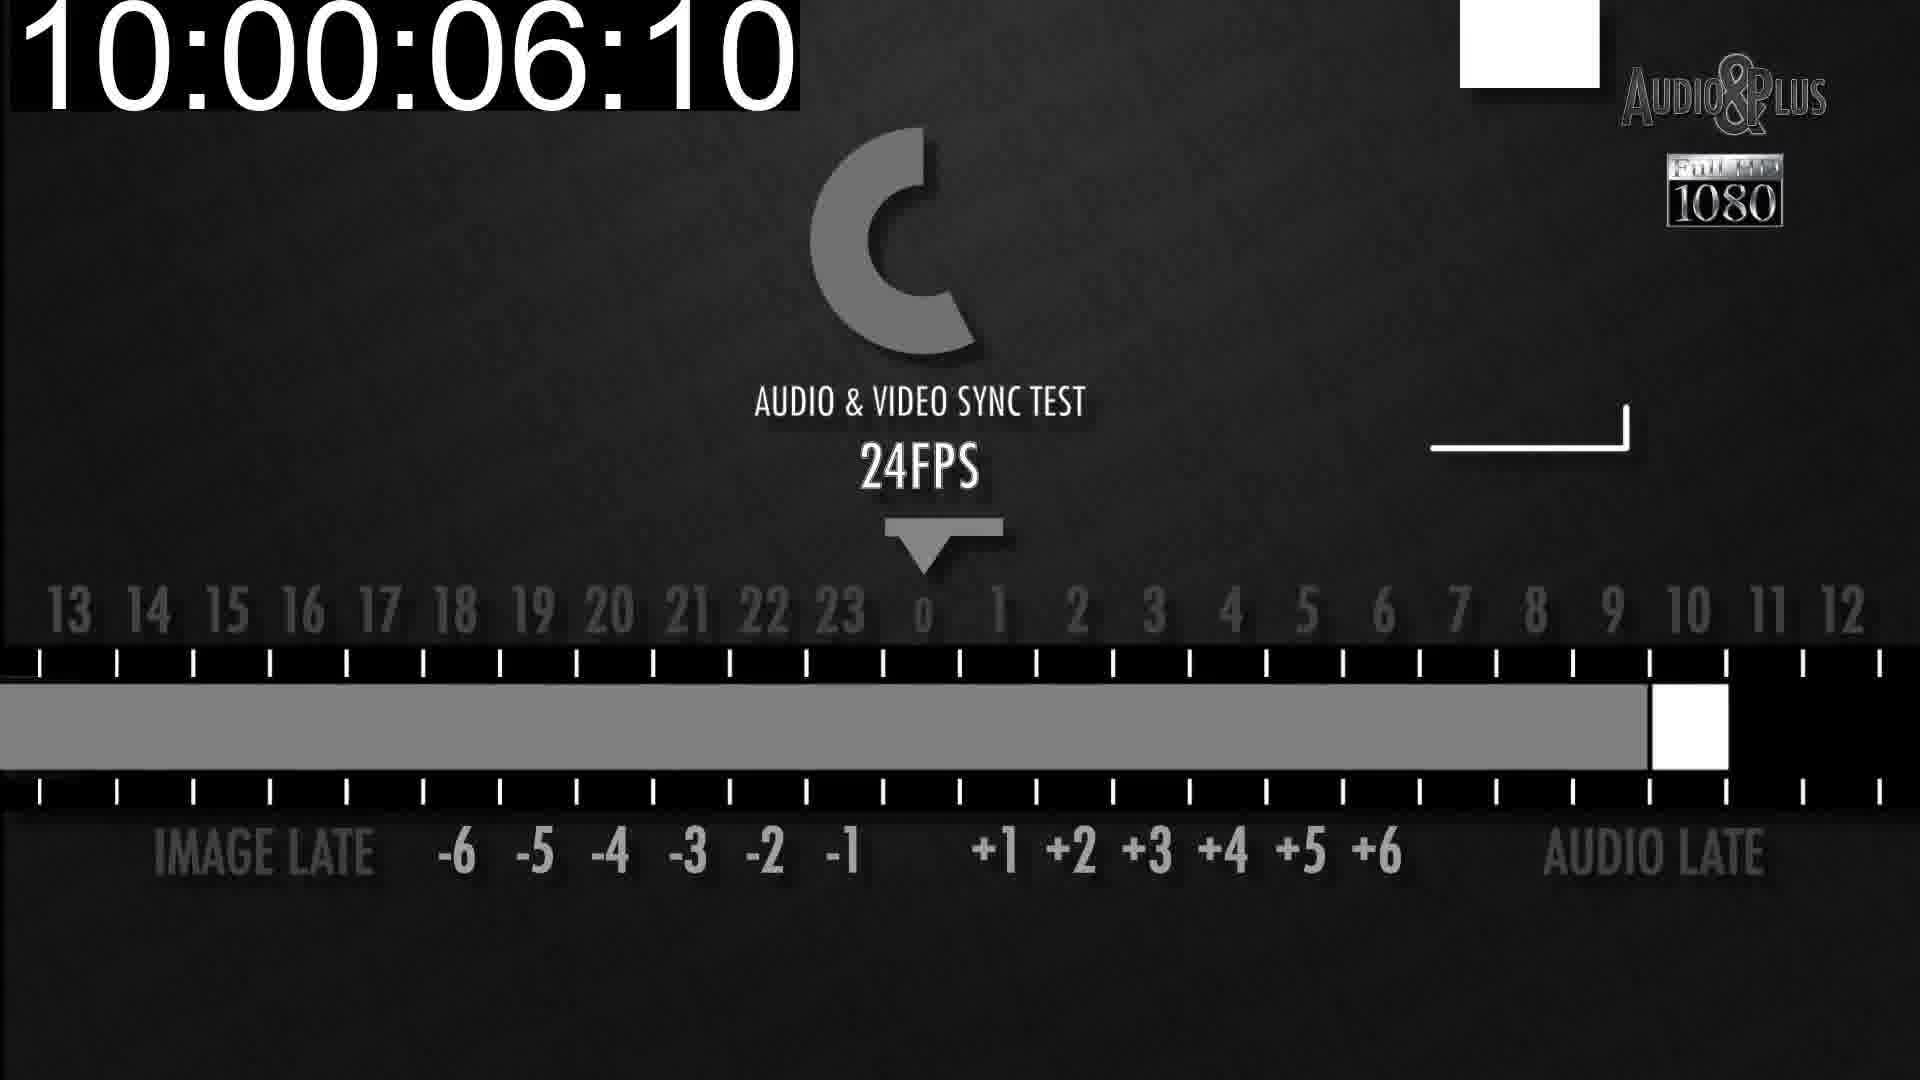 10:00:06:10
AUDIO&PLUS
FULL HD
1080
AUDIO & VIDEO SYNC TEST
24FPS
13 14 15 16 17 18 19 20 21 22 23 0 1 2 3 4 5 6 7 8 9 10 11 12
IMAGE LATE -6 -5 -4 -3 -2 -1 +1 +2 +3 +4 +5 +6 AUDIO LATE